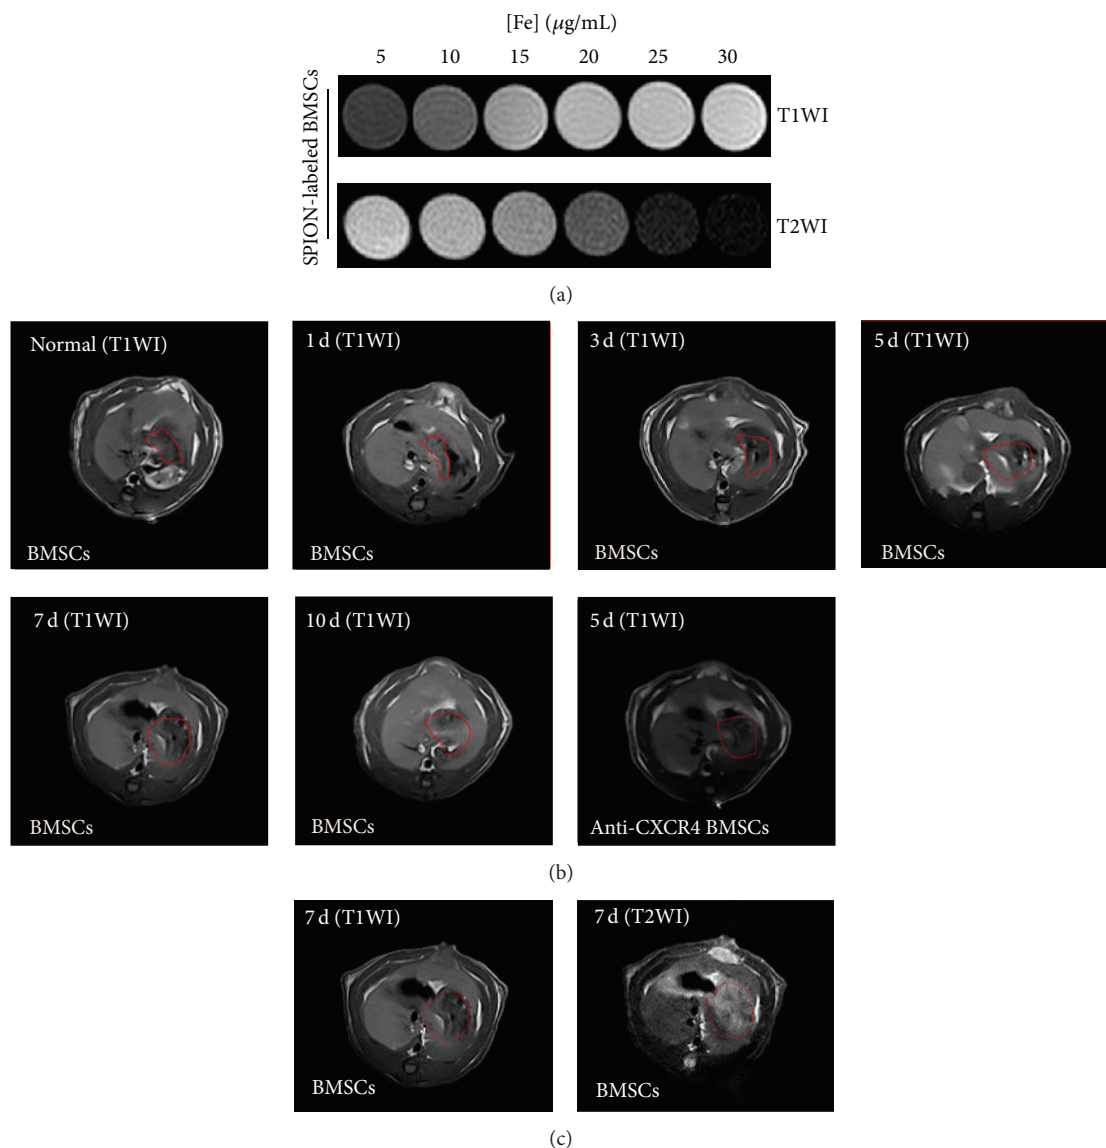 [Fe] (μg/mL)
5 10 15 20 25 30
SPION-labeled BMSCs
T1WI
T2WI
(a)
Normal (T1WI)
BMSCs
1 d (T1WI)
BMSCs
3 d (T1WI)
BMSCs
5 d (T1WI)
BMSCs
7 d (T1WI)
BMSCs
10 d (T1WI)
BMSCs
5 d (T1WI)
Anti-CXCR4 BMSCs
(b)
7 d (T1WI)
BMSCs
7 d (T2WI)
BMSCs
(c)